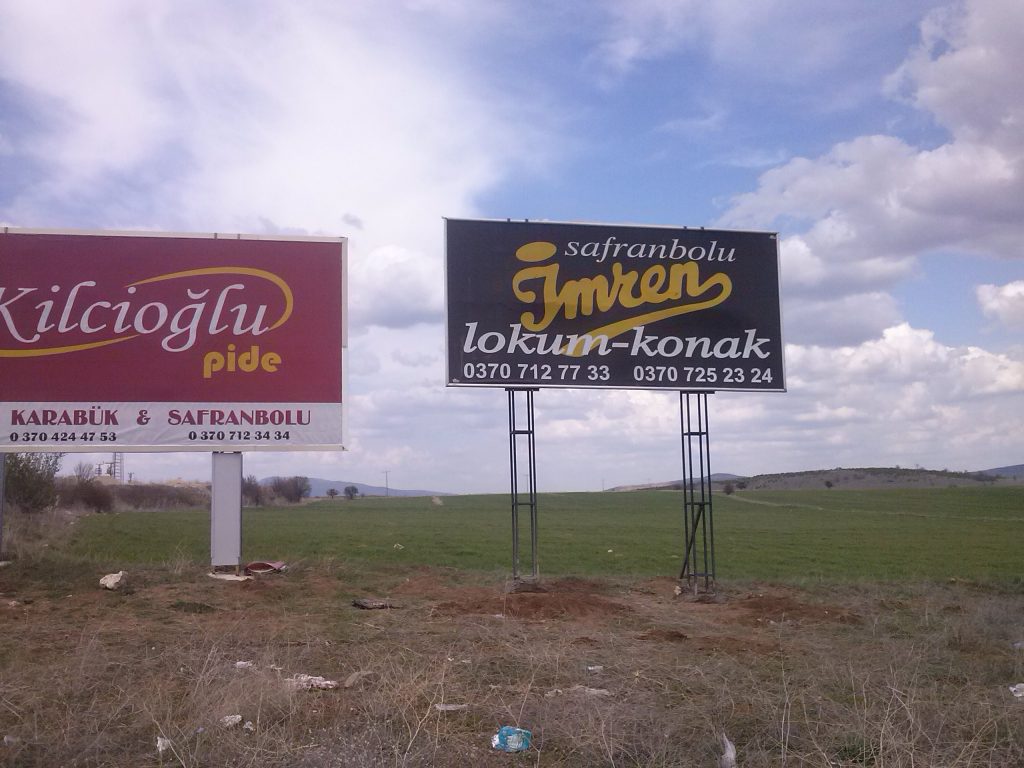 Kilcioğlu
pide
KARABÜK & SAFRANBOLU
0 370 424 47 53 0 370 712 34 34
safranbolu
İmren
lokum-konak
0370 712 77 33 0370 725 23 24